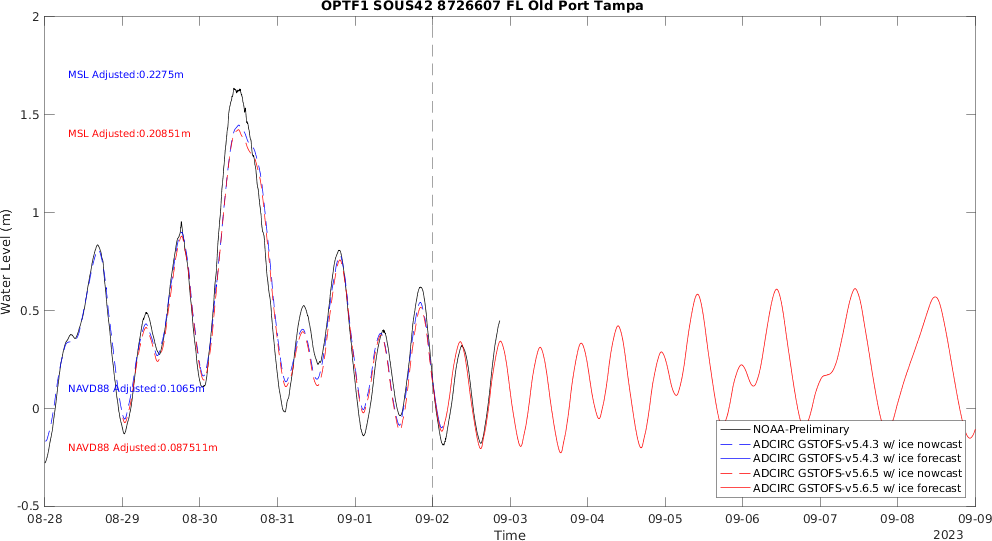 OPTF1 SOUS42 8726607 FL Old Port Tampa
2
1.5
1
0.5
0
-0.5
Water Level (m)
MSL Adjusted:0.2275m
MSL Adjusted:0.20851m
NAVD88 Adjusted:0.1065m
NAVD88 Adjusted:0.087511m
NOAA-Preliminary
ADCIRC GSTOFS-v5.4.3 w/ ice nowcast
ADCIRC GSTOFS-v5.4.3 w/ ice forecast
ADCIRC GSTOFS-v5.6.5 w/ ice nowcast
ADCIRC GSTOFS-v5.6.5 w/ ice forecast
08-28 08-29 08-30 08-31 09-01 09-02 09-03 09-04 09-05 09-06 09-07 09-08 09-09
Time
2023